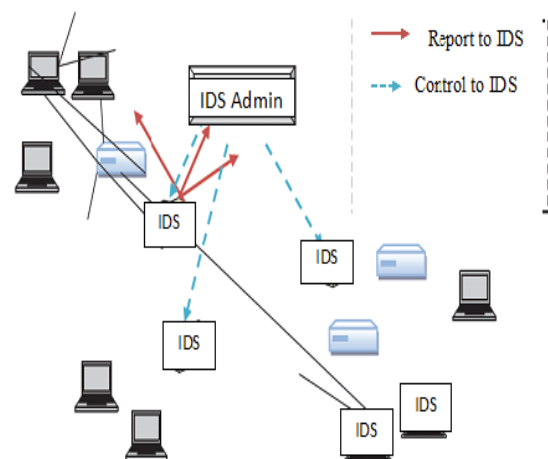 Report to IDS
Control to IDS
IDS Admin
IDS
IDS
IDS
IDS
IDS